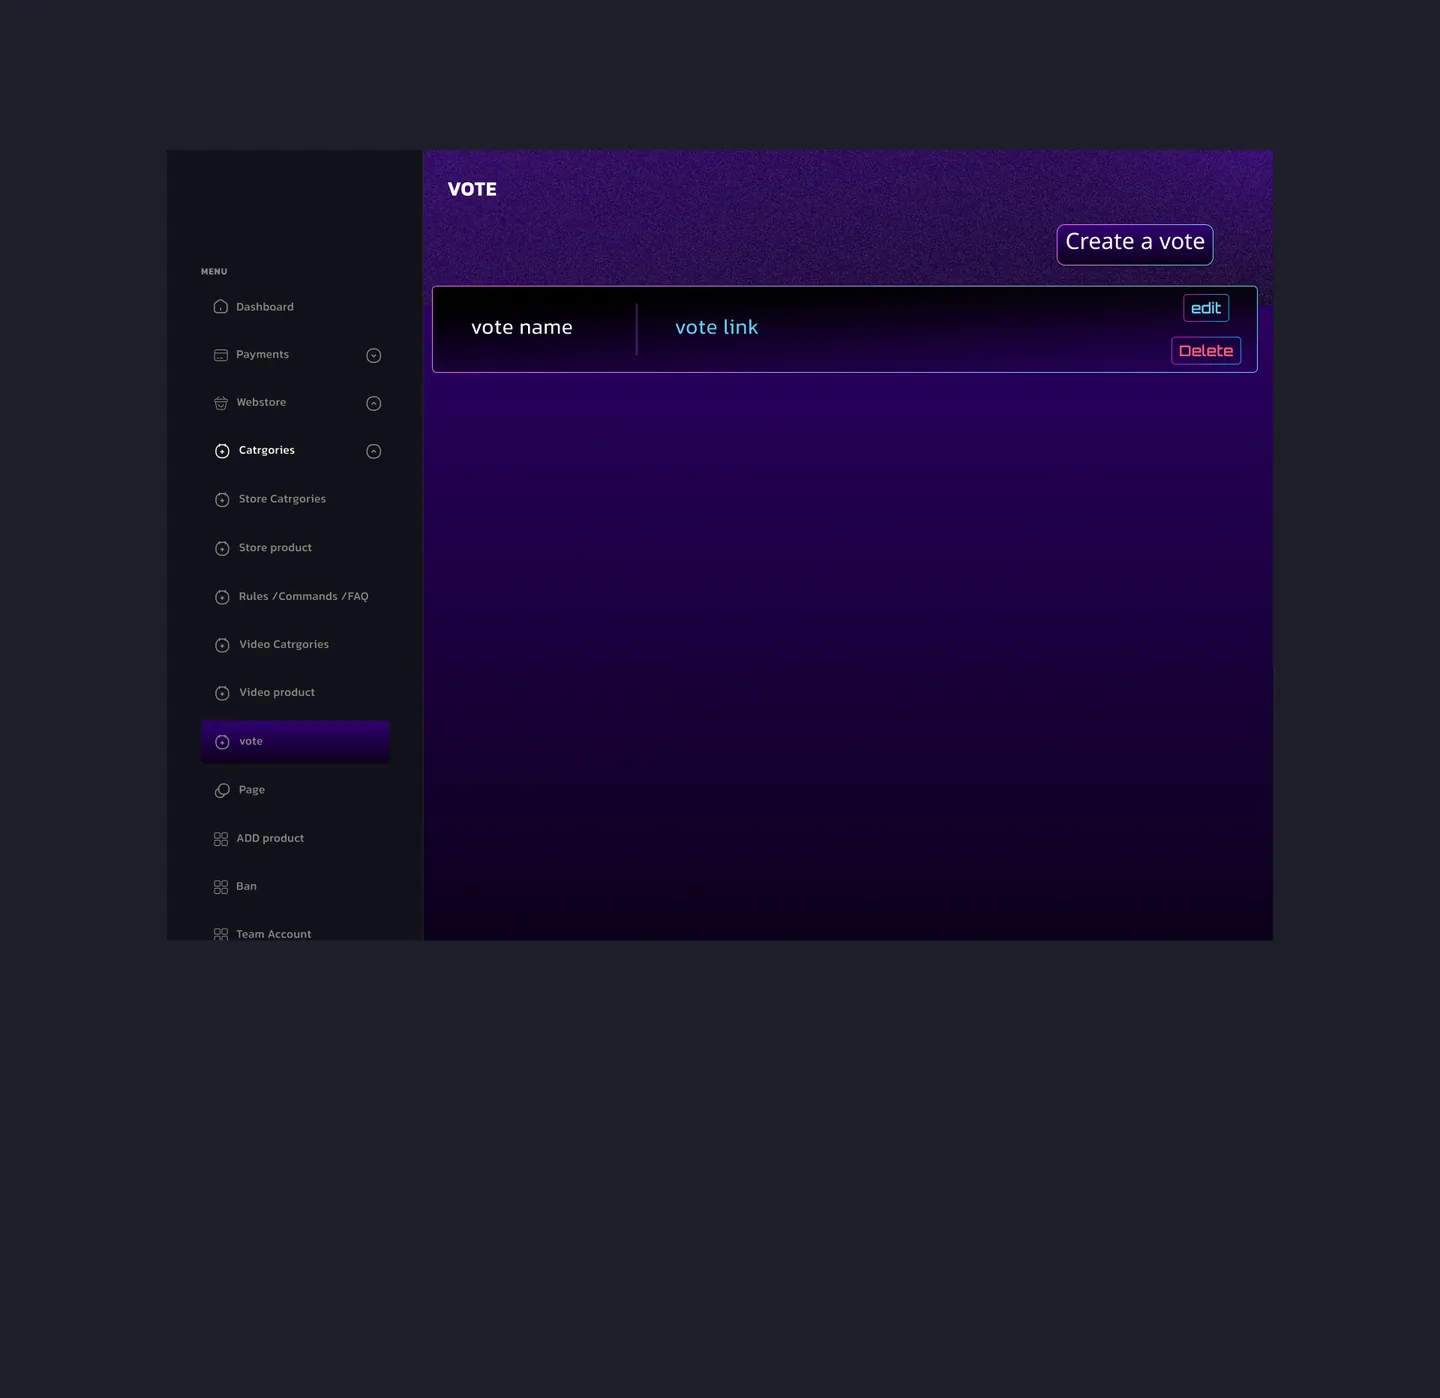 VOTE
Create a vote
MENU
Dashboard
Payments
Webstore
Catrgories
Store Catrgories
Store product
Rules /Commands /FAQ
Video Catrgories
Video product
vote
Page
ADD product
Ban
Team Account
vote name
vote link
edit
Delete